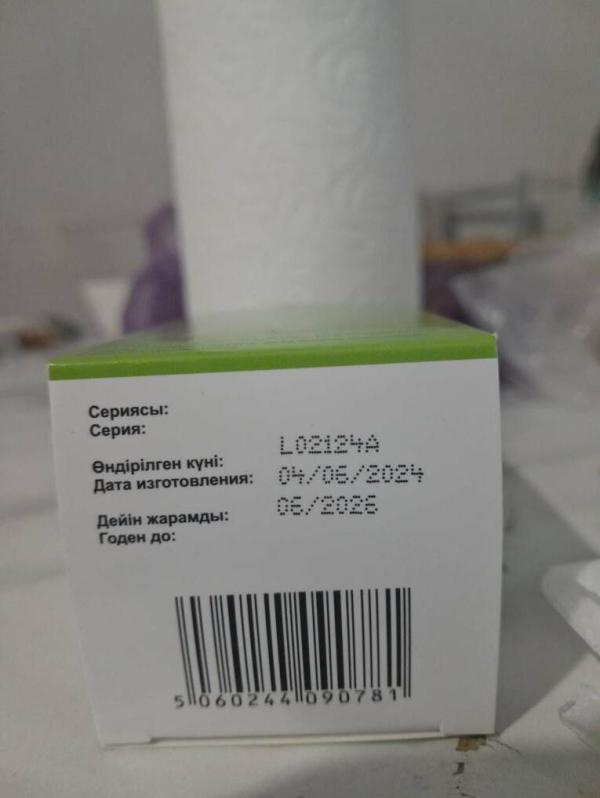 Сериясы:
Серия:
L02124A
Өндірілген күні:
Дата изготовления: 04/06/2024
Дейін жарамды: 06/2026
Годен до:
5 060244 090781